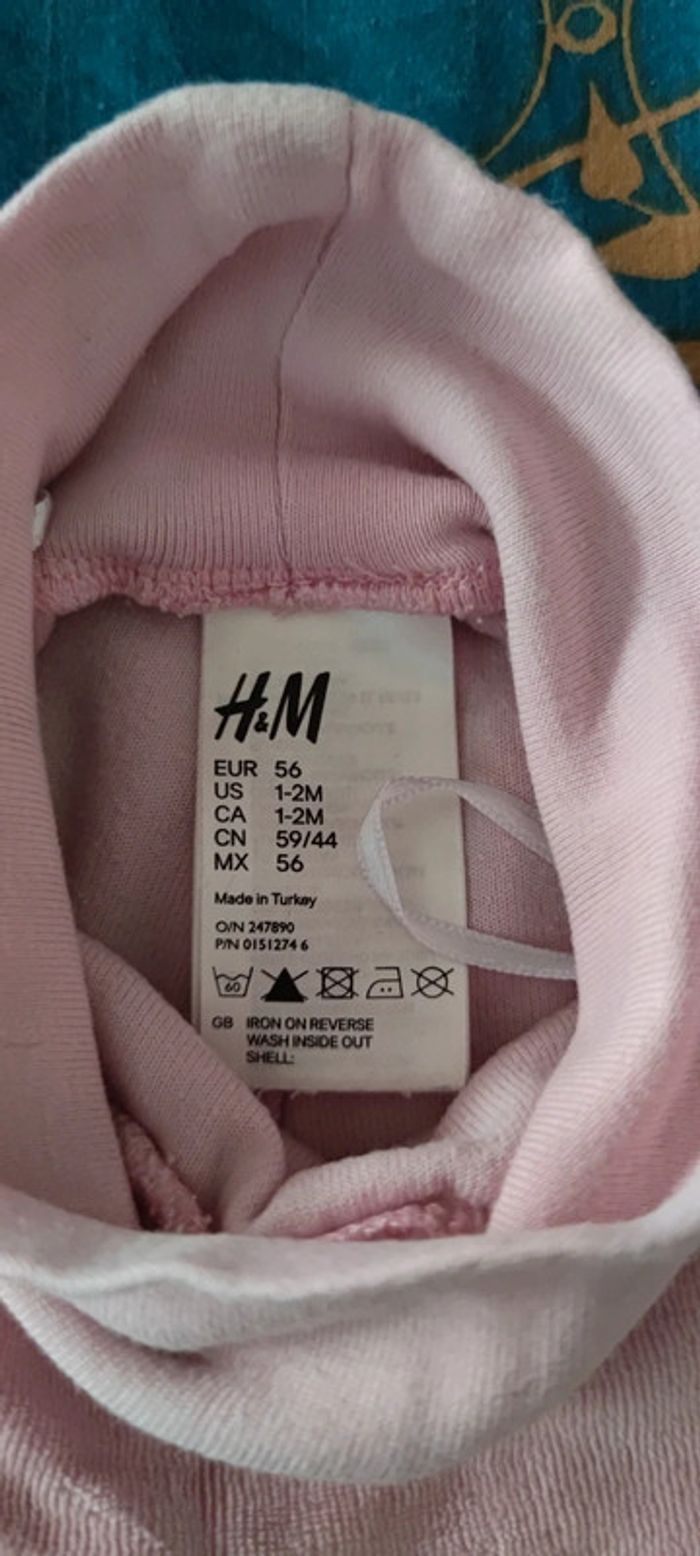 H&M
EUR 56
US 1-2M
CA 1-2M
CN 59/44
MX 56
Made in Turkey
O/N 247890
P/N 0151274 6
60
GB IRON ON REVERSE
WASH INSIDE OUT
SHELL: